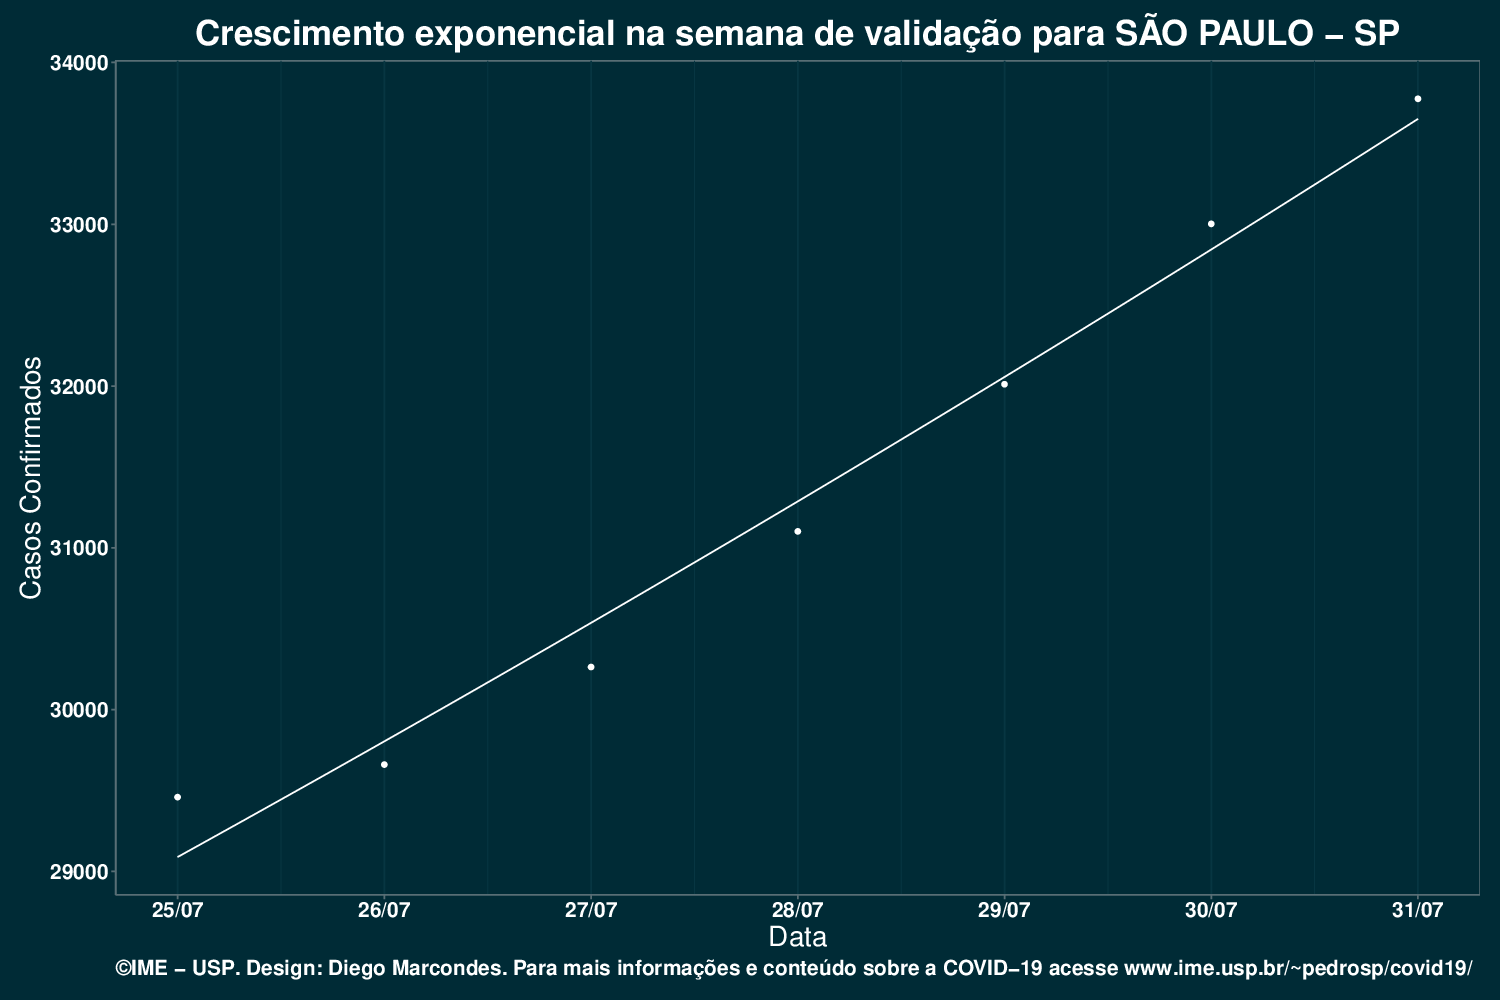 Crescimento exponencial na semana de validação para SÃO PAULO – SP
34000
33000
32000
31000
30000
29000
Casos Confirmados
25/07 26/07 27/07 28/07 29/07 30/07 31/07
Data
©IME – USP. Design: Diego Marcondes. Para mais informações e conteúdo sobre a COVID–19 acesse www.ime.usp.br/~pedrosp/covid19/